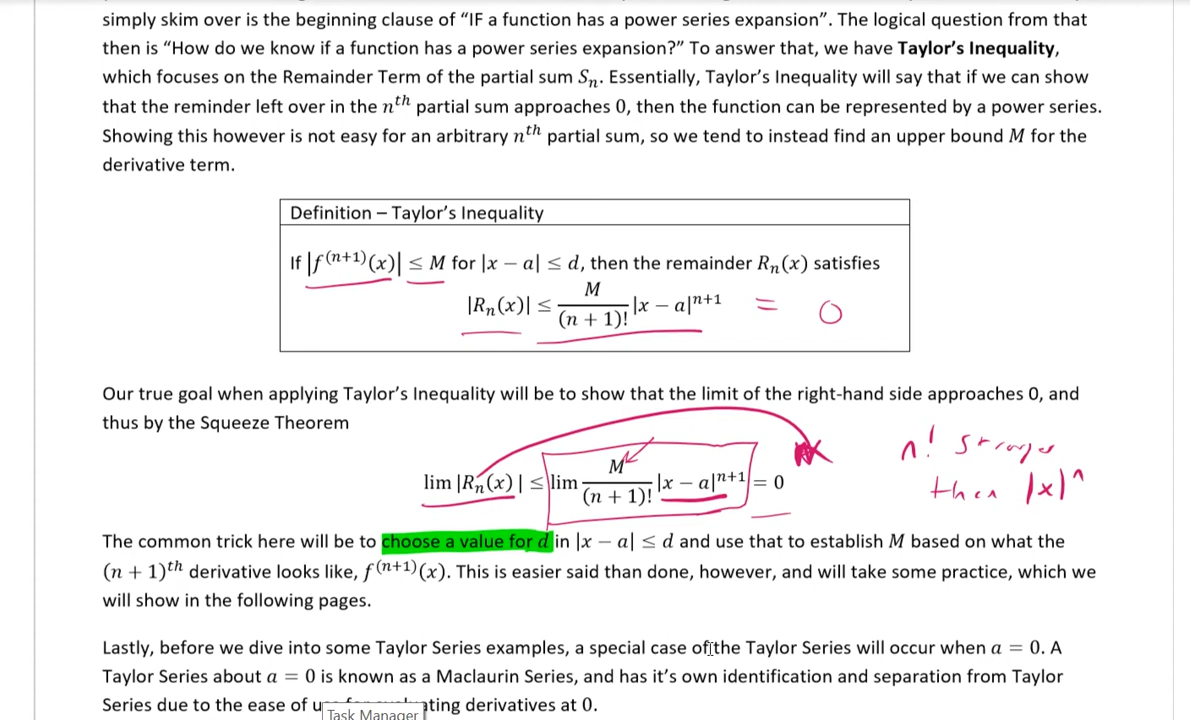 simply skim over is the beginning clause of “IF a function has a power series expansion”. The logical question from that
then is “How do we know if a function has a power series expansion?” To answer that, we have Taylor’s Inequality,
which focuses on the Remainder Term of the partial sum Sₙ. Essentially, Taylor’s Inequality will say that if we can show
that the reminder left over in the nᵗʰ partial sum approaches 0, then the function can be represented by a power series.
Showing this however is not easy for an arbitrary nᵗʰ partial sum, so we tend to instead find an upper bound M for the
derivative term.
Definition – Taylor’s Inequality
If |f⁽ⁿ⁺¹⁾(x)| ≤ M for |x − a| ≤ d, then the remainder Rₙ(x) satisfies
|Rₙ(x)| ≤ M/(n + 1)! |x − a|ⁿ⁺¹ = 0
Our true goal when applying Taylor’s Inequality will be to show that the limit of the right-hand side approaches 0, and
thus by the Squeeze Theorem
n! stronger
lim |Rₙ(x)| ≤ lim M/(n + 1)! |x − a|ⁿ⁺¹ = 0
then |x|ⁿ
The common trick here will be to choose a value for d in |x − a| ≤ d and use that to establish M based on what the
(n + 1)ᵗʰ derivative looks like, f⁽ⁿ⁺¹⁾(x). This is easier said than done, however, and will take some practice, which we
will show in the following pages.
Lastly, before we dive into some Taylor Series examples, a special case of the Taylor Series will occur when a = 0. A
Taylor Series about a = 0 is known as a Maclaurin Series, and has it’s own identification and separation from Taylor
Series due to the ease of ating derivatives at 0.
Task Manager